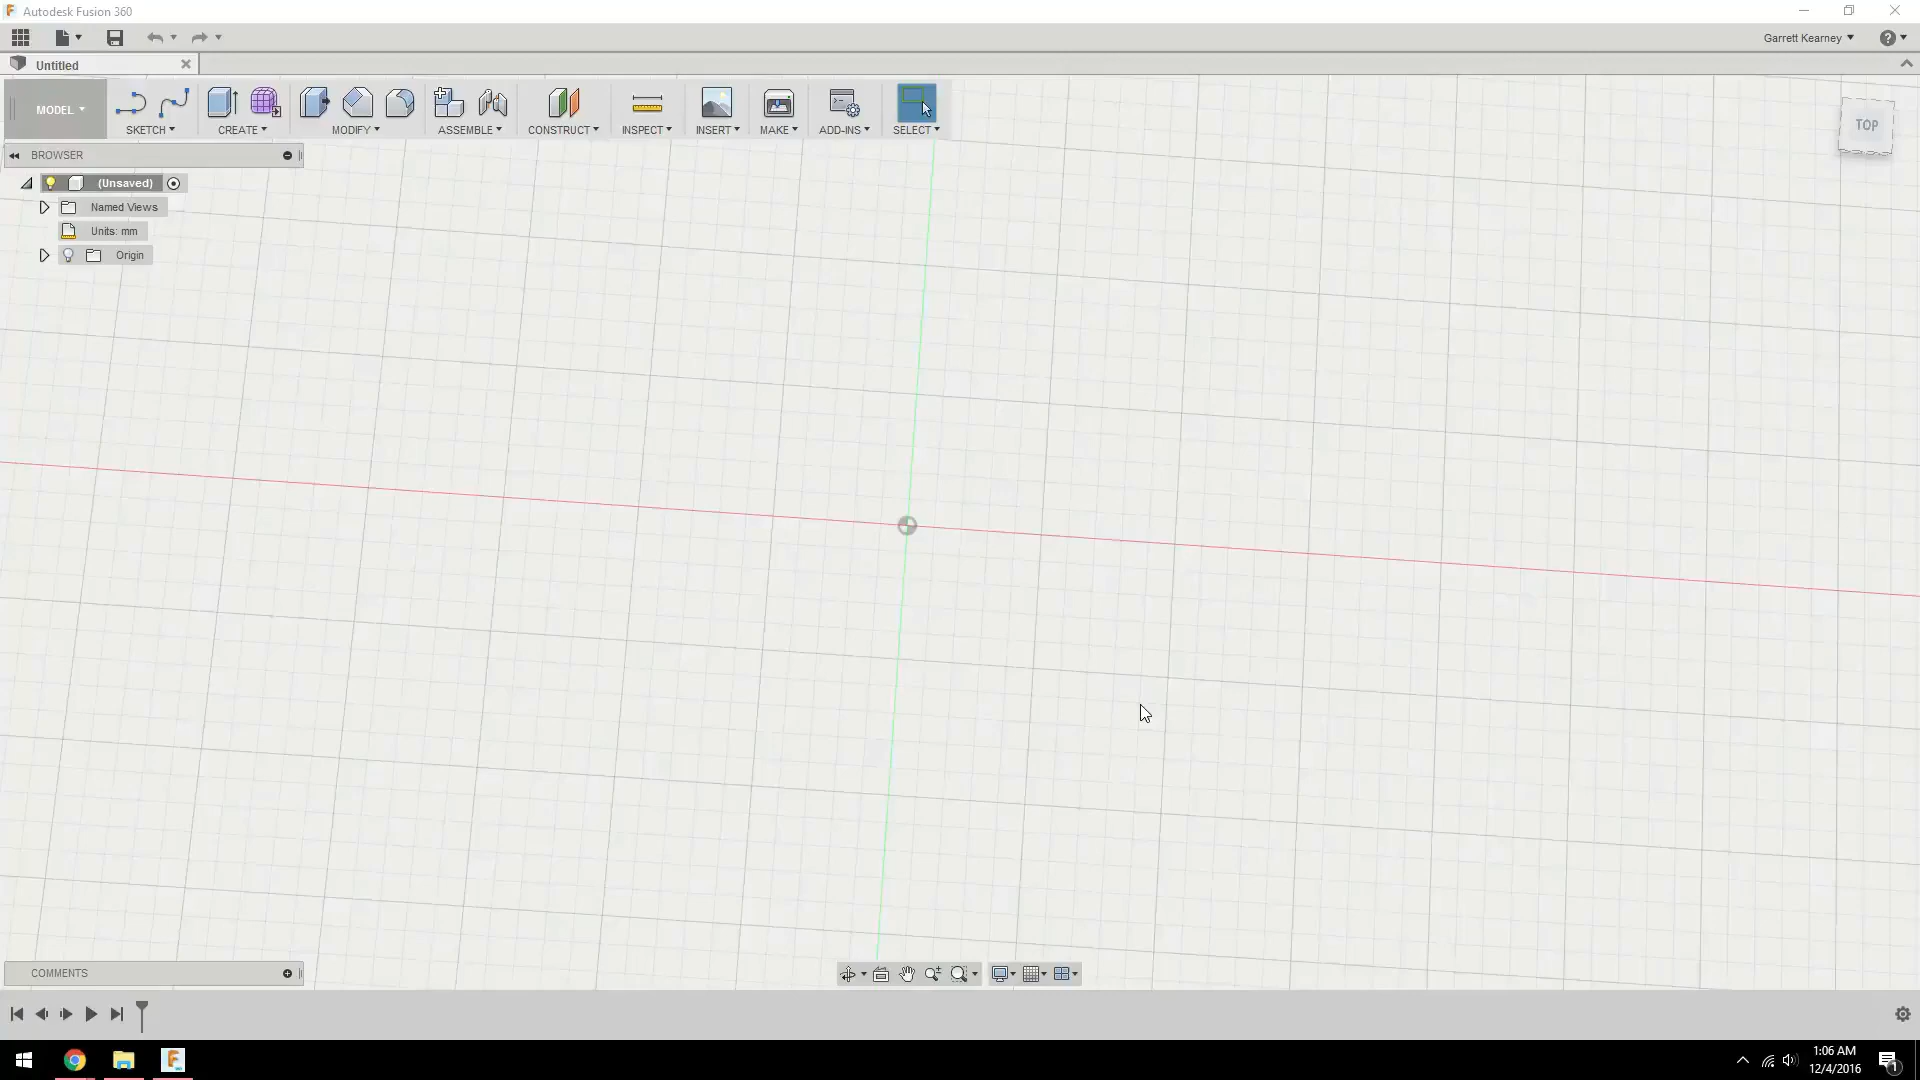 Autodesk Fusion 360
Garrett Kearney
Untitled
MODEL
SKETCH
CREATE
MODIFY
ASSEMBLE
CONSTRUCT
INSPECT
INSERT
MAKE
ADD-INS
SELECT
TOP
BROWSER
(Unsaved)
Named Views
Units: mm
Origin
COMMENTS
1:06 AM
12/4/2016
1